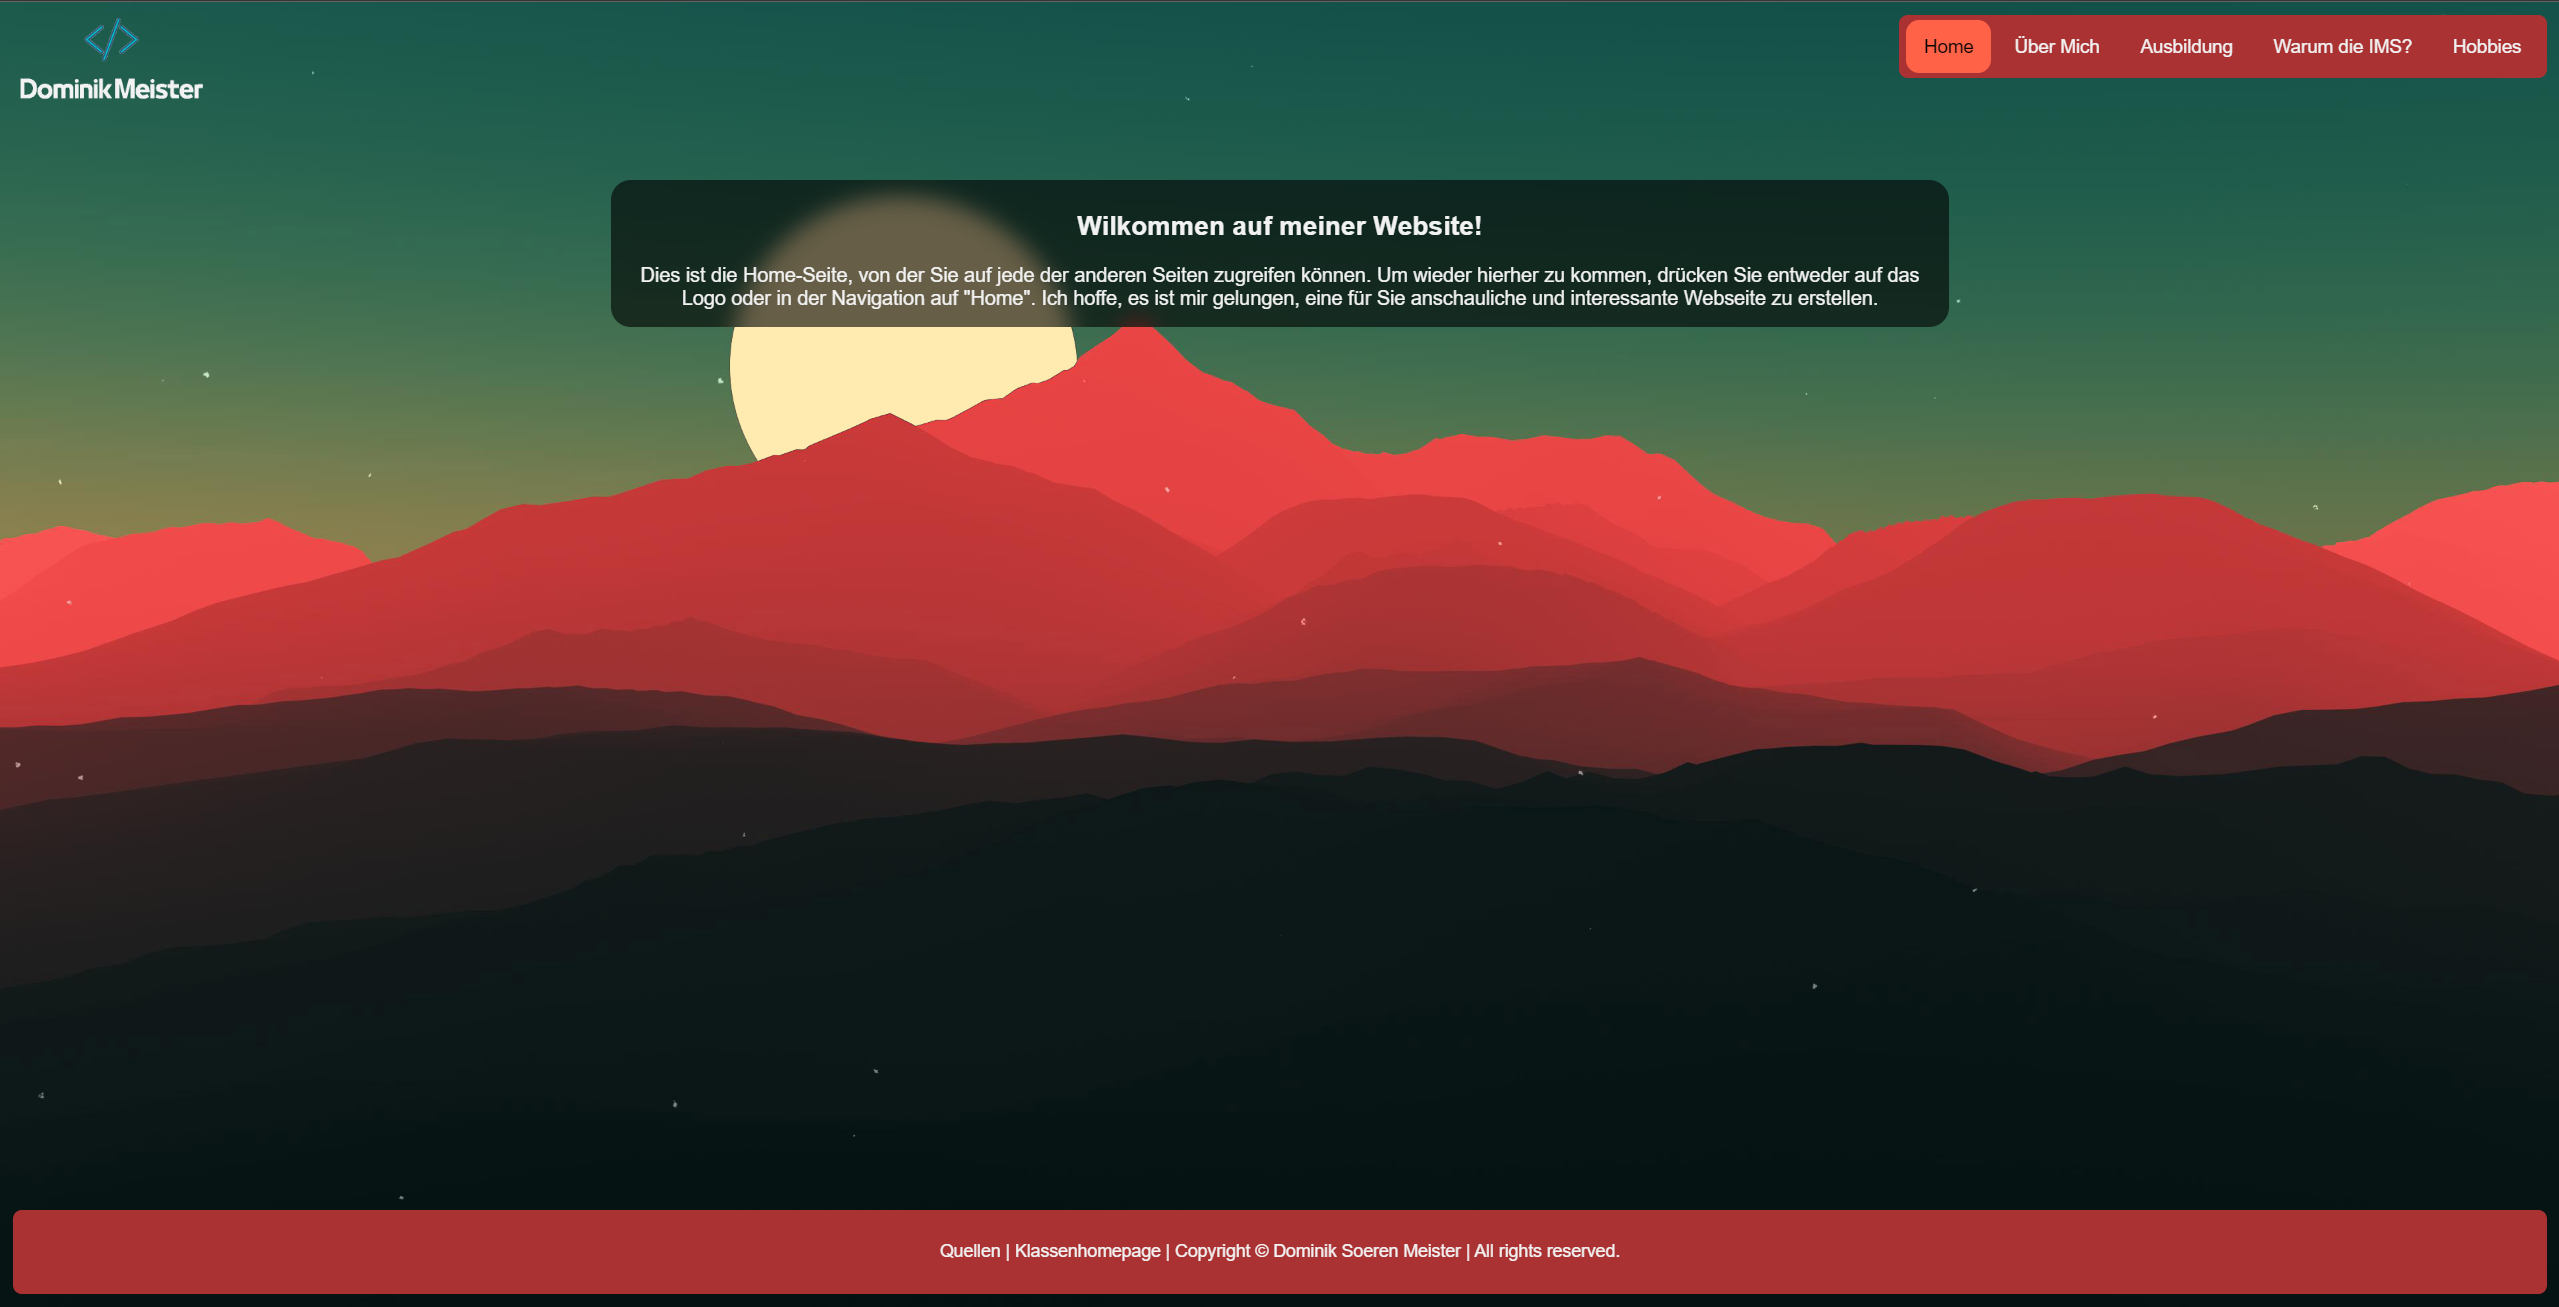 </>
Dominik Meister
Home Über Mich Ausbildung Warum die IMS? Hobbies
Wilkommen auf meiner Website!
Dies ist die Home-Seite, von der Sie auf jede der anderen Seiten zugreifen können. Um wieder hierher zu kommen, drücken Sie entweder auf das
Logo oder in der Navigation auf "Home". Ich hoffe, es ist mir gelungen, eine für Sie anschauliche und interessante Webseite zu erstellen.
Quellen | Klassenhomepage | Copyright © Dominik Soeren Meister | All rights reserved.